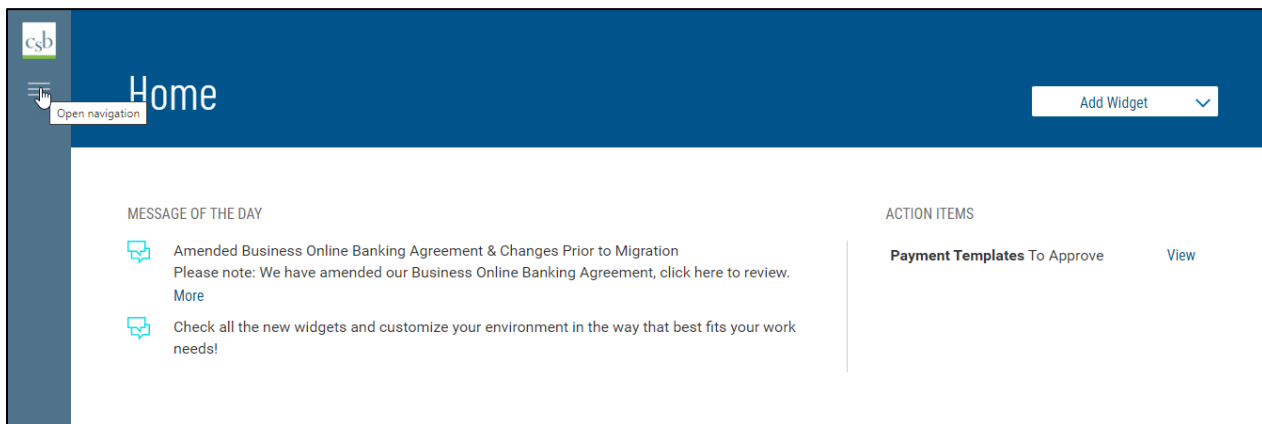 csb
Home
Open navigation
Add Widget
MESSAGE OF THE DAY
Amended Business Online Banking Agreement & Changes Prior to Migration
Please note: We have amended our Business Online Banking Agreement, click here to review.
More
Check all the new widgets and customize your environment in the way that best fits your work
needs!
ACTION ITEMS
Payment Templates To Approve
View